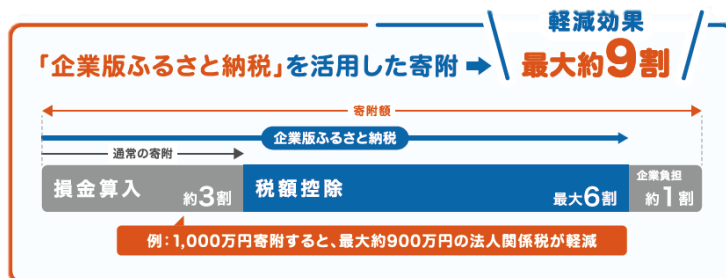 軽減効果
「企業版ふるさと納税」を活用した寄附➡
最大約9割
寄附額
企業版ふるさと納税
通常の寄附
損金算入 約3割
税額控除 最大6割
企業負担
約1割
例：1,000万円寄附すると、最大約900万円の法人関係税が軽減